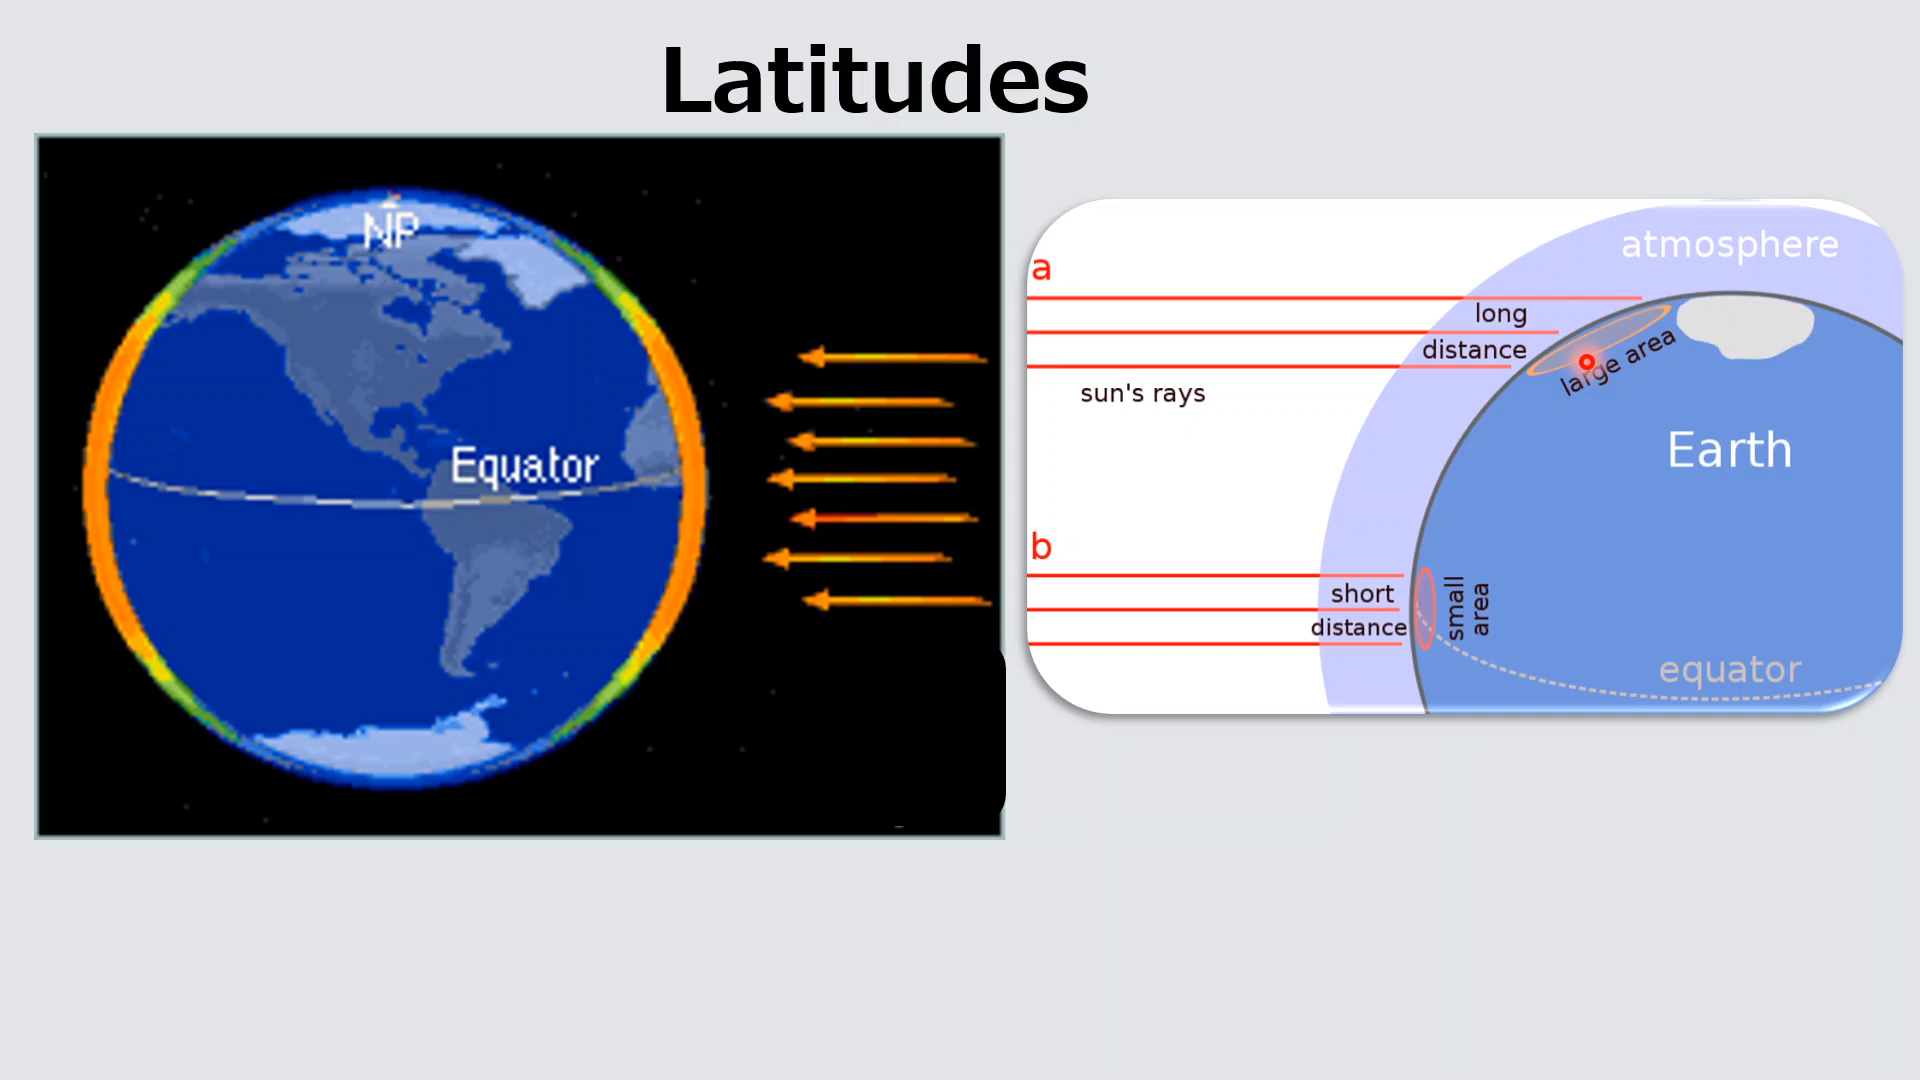 Latitudes
NP
Equator
atmosphere
a
long
distance
large area
sun's rays
Earth
b
short
distance
small
area
equator